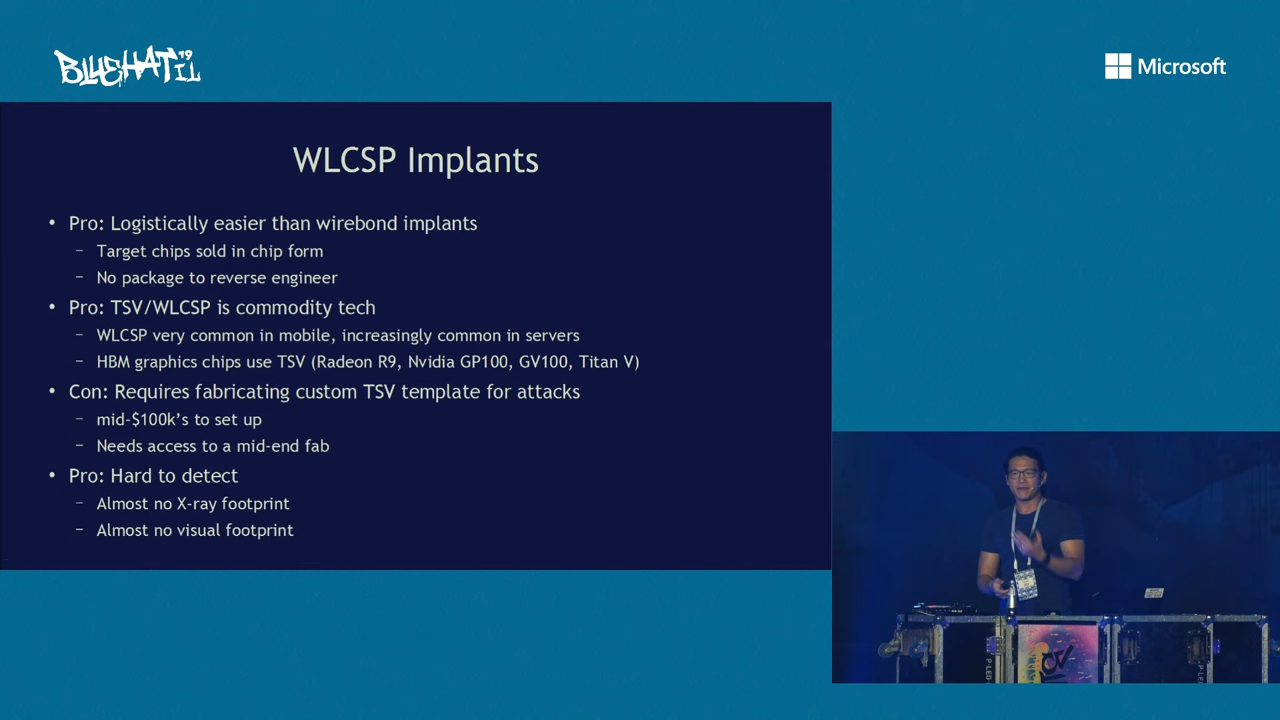 BLUEHAT '19 IL
Microsoft
WLCSP Implants
• Pro: Logistically easier than wirebond implants
– Target chips sold in chip form
– No package to reverse engineer
• Pro: TSV/WLCSP is commodity tech
– WLCSP very common in mobile, increasingly common in servers
– HBM graphics chips use TSV (Radeon R9, Nvidia GP100, GV100, Titan V)
• Con: Requires fabricating custom TSV template for attacks
– mid-$100k’s to set up
– Needs access to a mid-end fab
• Pro: Hard to detect
– Almost no X-ray footprint
– Almost no visual footprint